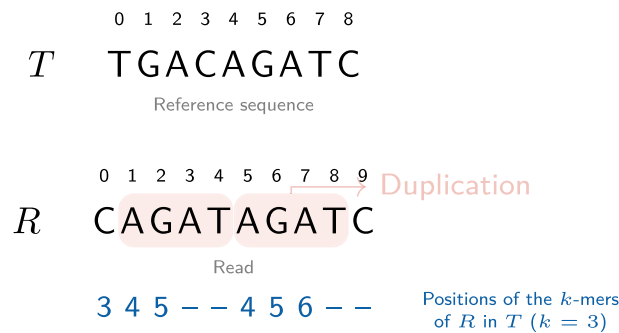 0 1 2 3 4 5 6 7 8
T TGACAGATC
Reference sequence
0 1 2 3 4 5 6 7 8 9
Duplication
R CAGATAGATC
Read
3 4 5 – – 4 5 6 – –
Positions of the k-mers
of R in T (k = 3)